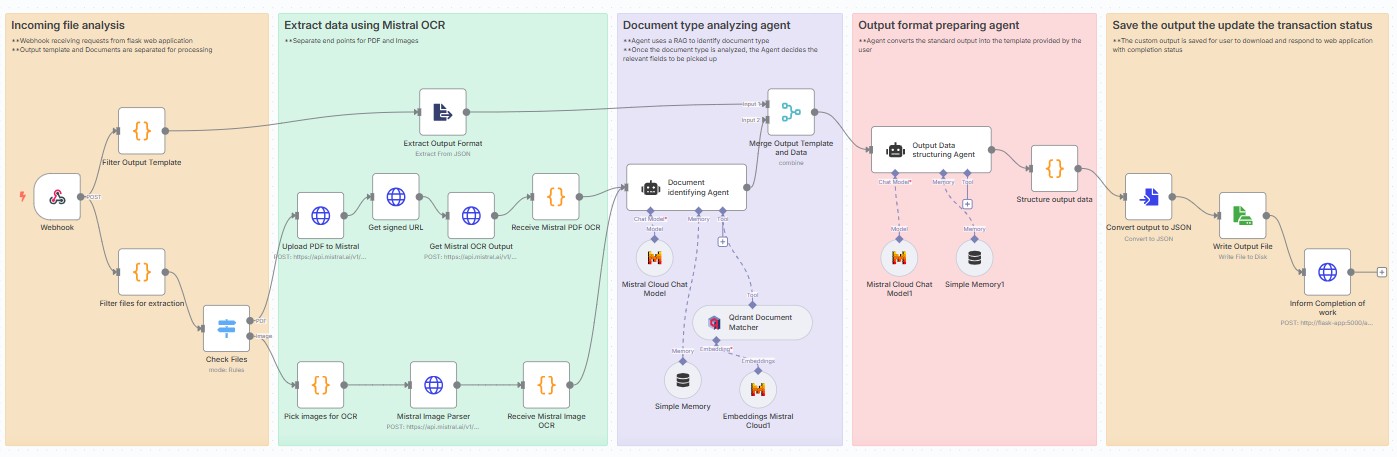 Incoming file analysis
**Webhook receiving requests from flask web application
**Output template and Documents are separated for processing
Filter Output Template
POST
Webhook
Filter files for extraction
PDF
Image
Check Files
mode: Rules
Extract data using Mistral OCR
**Separate end points for PDF and Images
Extract Output Format
Extract From JSON
Upload PDF to Mistral
POST: https://api.mistral.ai/v1/...
Get signed URL
Get Mistral OCR Output
POST: https://api.mistral.ai/v1/...
Receive Mistral PDF OCR
Pick images for OCR
Mistral Image Parser
POST: https://api.mistral.ai/v1/...
Receive Mistral Image
OCR
Document type analyzing agent
**Agent uses a RAG to identify document type
**Once the document type is analyzed, the Agent decides the
relevant fields to be picked up
Input 1
Input 2
Merge Output Template
and Data
combine
Document
identifying Agent
Chat Model*
Memory
Tool
Model
Mistral Cloud Chat
Model
Tool
Qdrant Document
Matcher
Embedding*
Memory
Embeddings
Simple Memory
Embeddings Mistral
Cloud1
Output format preparing agent
**Agent converts the standard output into the template provided by the
user
Output Data
structuring Agent
Chat Model*
Memory
Tool
Model
Memory
Mistral Cloud Chat
Model1
Simple Memory1
Structure output data
Save the output the update the transaction status
**The custom output is saved for user to download and respond to web application
with completion status
Convert output to JSON
Convert to JSON
Write Output File
Write File to Disk
Inform Completion of
work
POST: http://flask-app:5000/a...